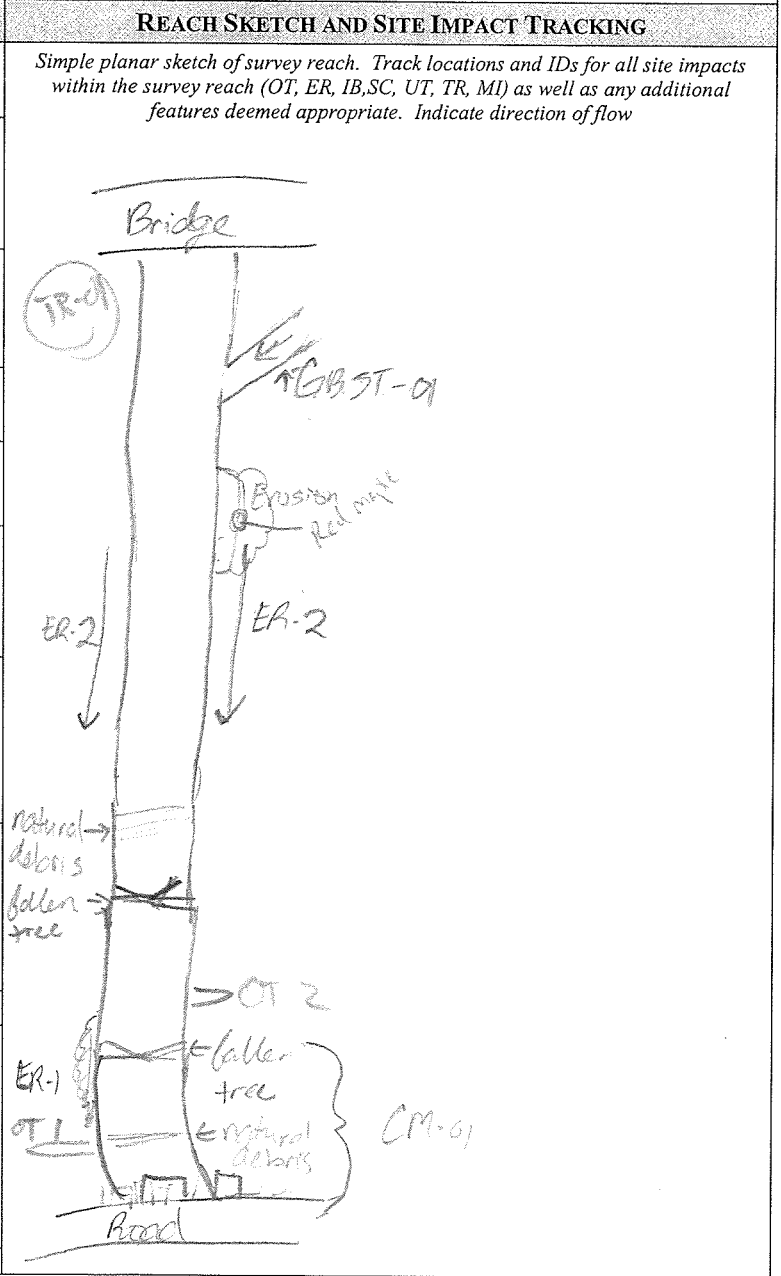 REACH SKETCH AND SITE IMPACT TRACKING
Simple planar sketch of survey reach. Track locations and IDs for all site impacts
within the survey reach (OT, ER, IB,SC, UT, TR, MI) as well as any additional
features deemed appropriate. Indicate direction of flow
Bridge
TR-01
GBST-01
Erosion
Red maple
ER-2
ER-2
natural
debris
fallen
tree
OT 2
fallen
tree
ER-1
OT 1
natural
debris
CM-01
Road